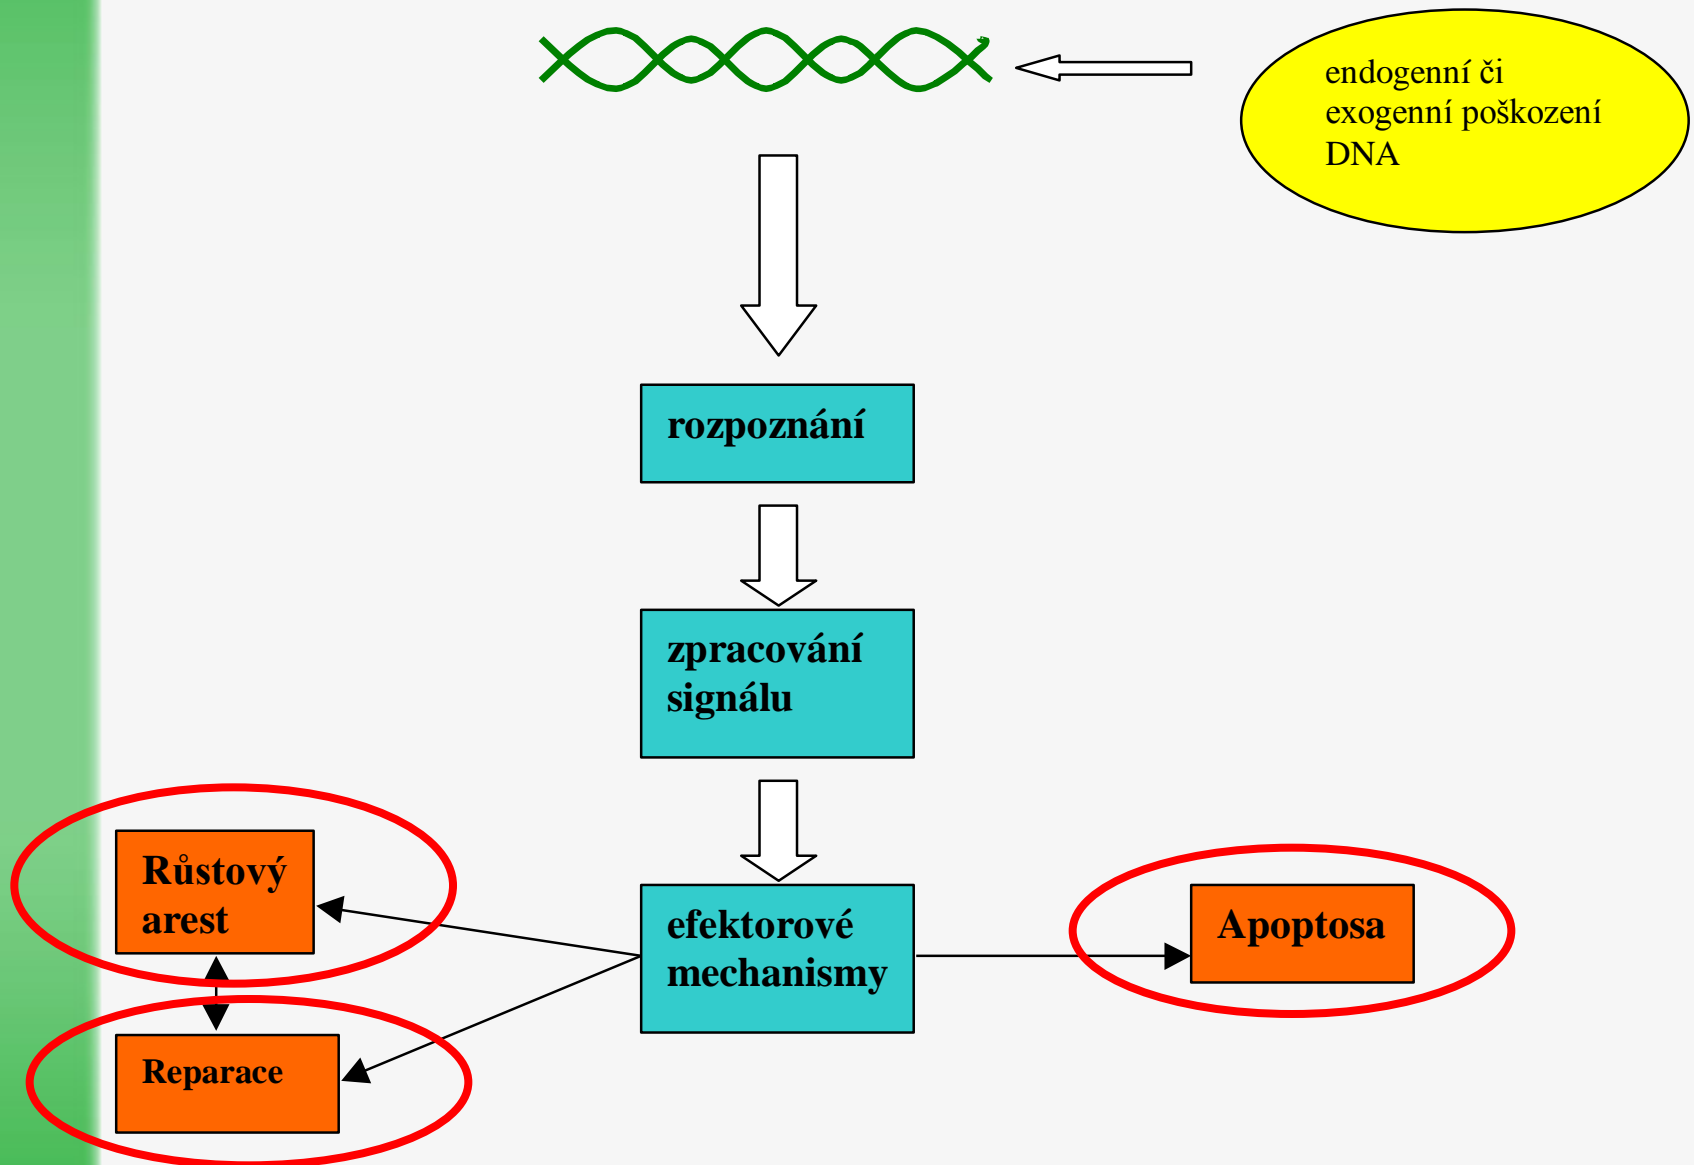 endogenní či
exogenní poškození
DNA
rozpoznání
zpracování
signálu
Růstový
arest
efektorové
mechanismy
Apoptosa
Reparace